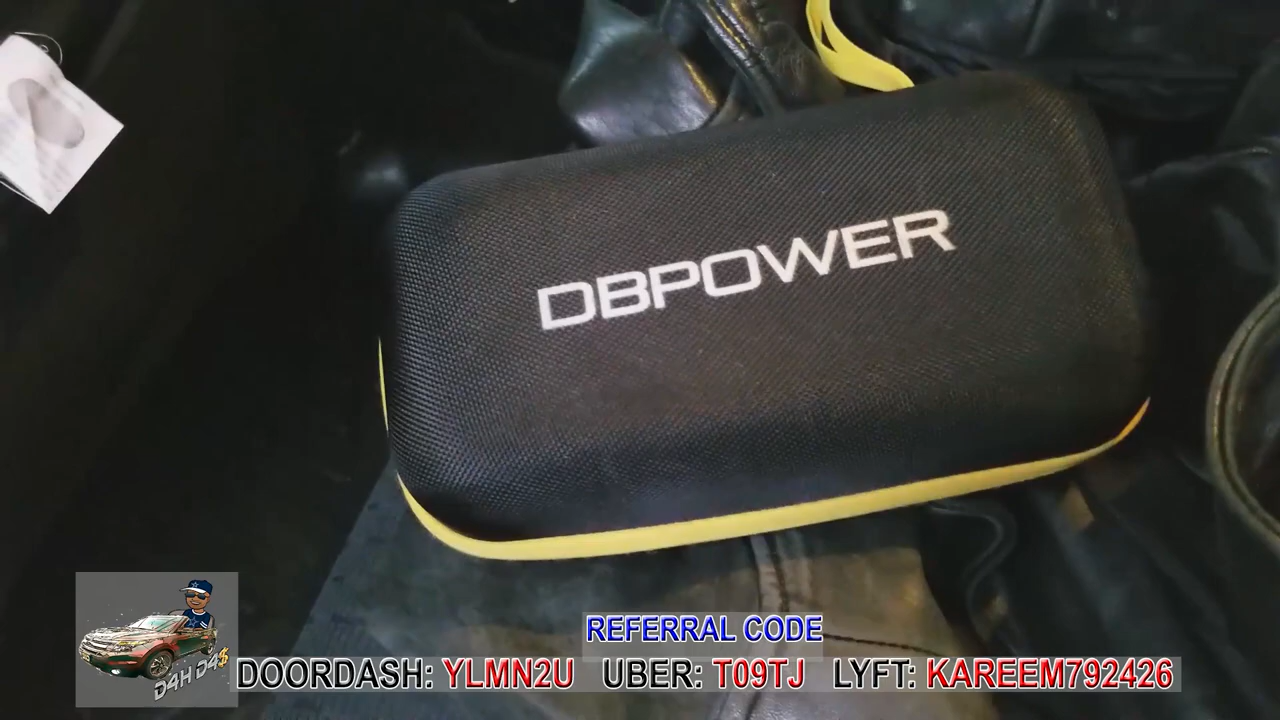 DBPOWER
REFERRAL CODE
D4H D4$
DOORDASH: YLMN2U UBER: T09TJ LYFT: KAREEM792426